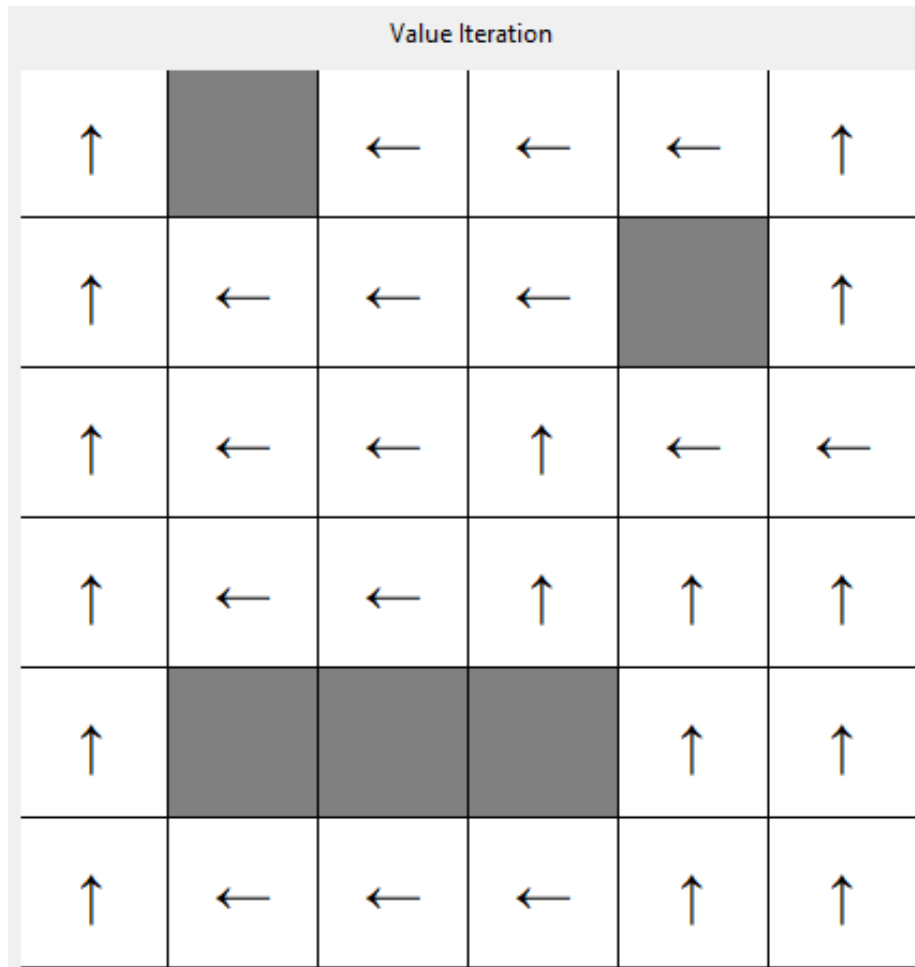 Value Iteration
↑ ← ← ← ↑
↑ ← ← ← ↑
↑ ← ← ↑ ← ←
↑ ← ← ↑ ↑ ↑
↑ ↑ ↑
↑ ← ← ← ↑ ↑